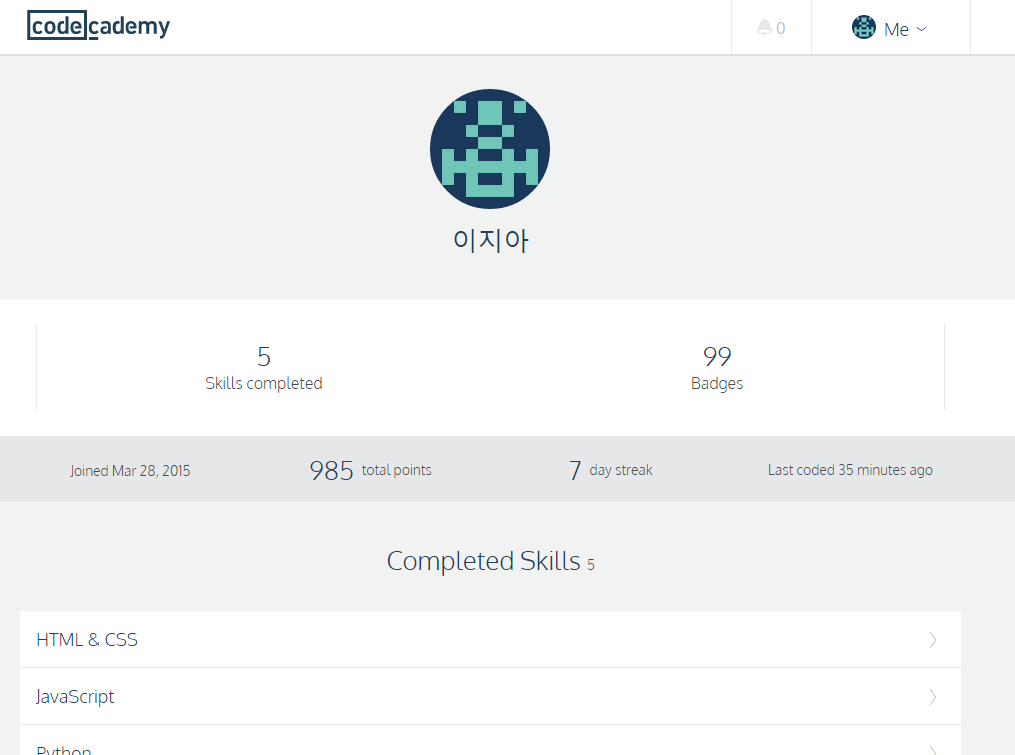 codecademy
0
Me
이지아
5
Skills completed
99
Badges
Joined Mar 28, 2015
985 total points
7 day streak
Last coded 35 minutes ago
Completed Skills 5
HTML & CSS
JavaScript
Python